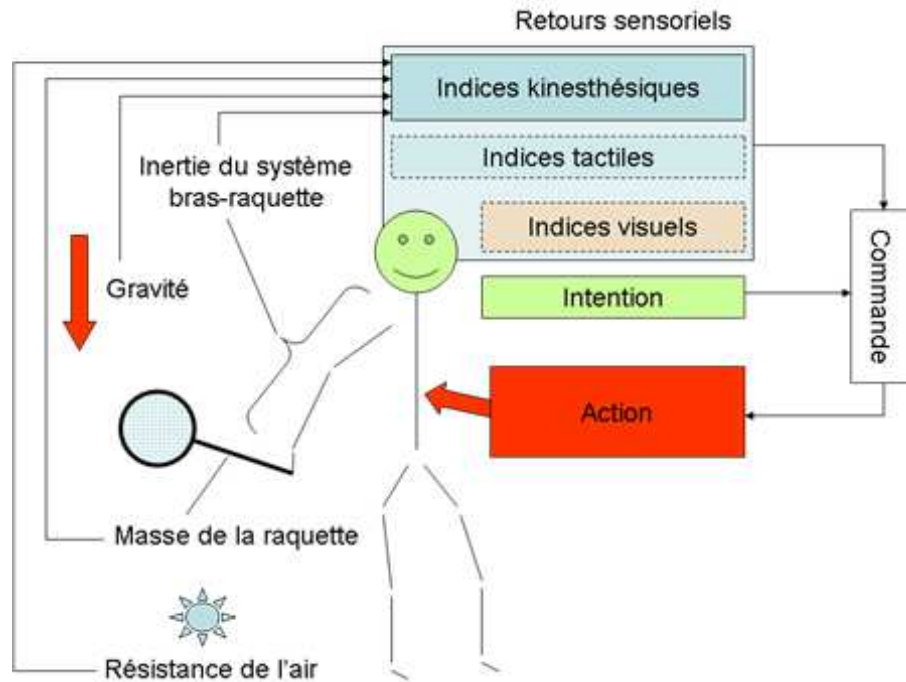 Retours sensoriels
Indices kinesthésiques
Indices tactiles
Indices visuels
Inertie du système
bras-raquette
Gravité
Intention
Commande
Action
Masse de la raquette
Résistance de l'air